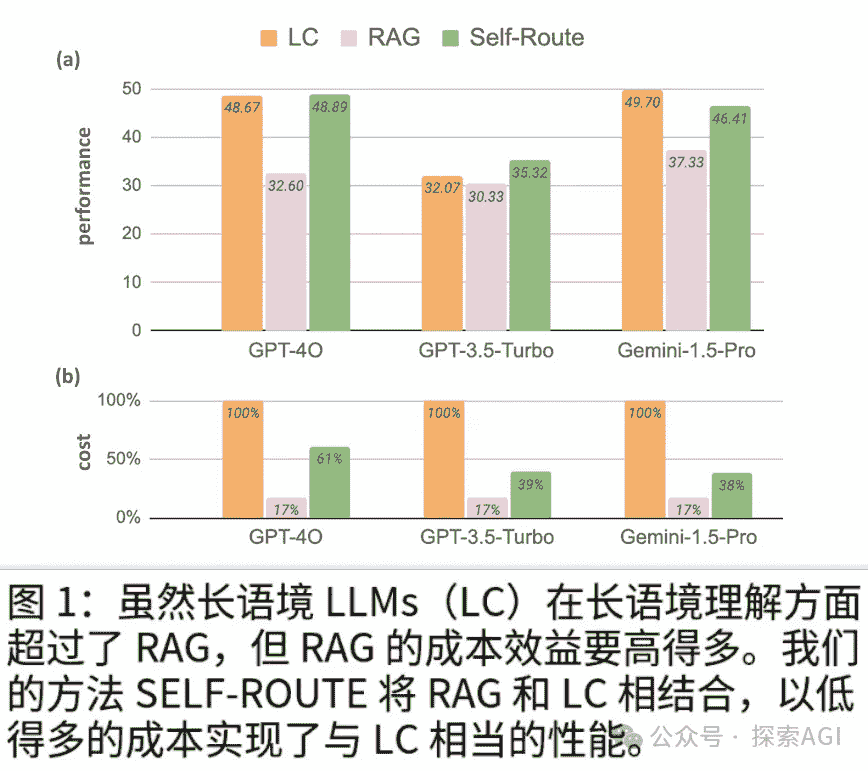 LC RAG Self-Route
(a)
performance
50
40
30
20
10
0
48.67 32.60 48.89
32.07 30.33 35.32
49.70 37.33 46.41
GPT-4O GPT-3.5-Turbo Gemini-1.5-Pro
(b)
cost
100%
50%
0%
100% 17% 61%
100% 17% 39%
100% 17% 38%
GPT-4O GPT-3.5-Turbo Gemini-1.5-Pro
图 1：虽然长语境 LLMs（LC）在长语境理解方面
超过了 RAG，但 RAG 的成本效益要高得多。我们
的方法 SELF-ROUTE 将 RAG 和 LC 相结合，以低
得多的成本实现了与 LC 相当的性能。
公众号 · 探索AGI